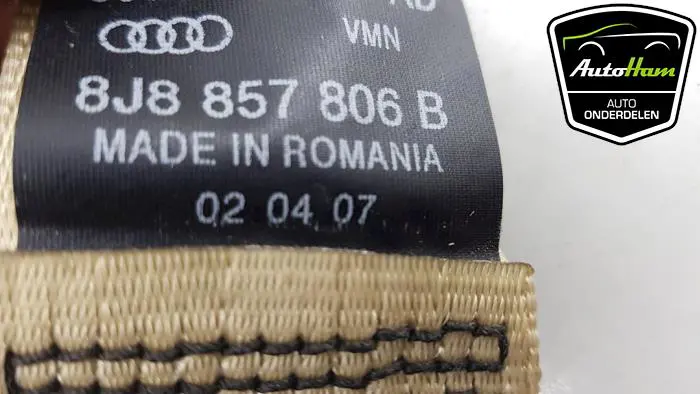 VMN
8J8 857 806 B
MADE IN ROMANIA
02 04 07
AutoHam
AUTO
ONDERDELEN